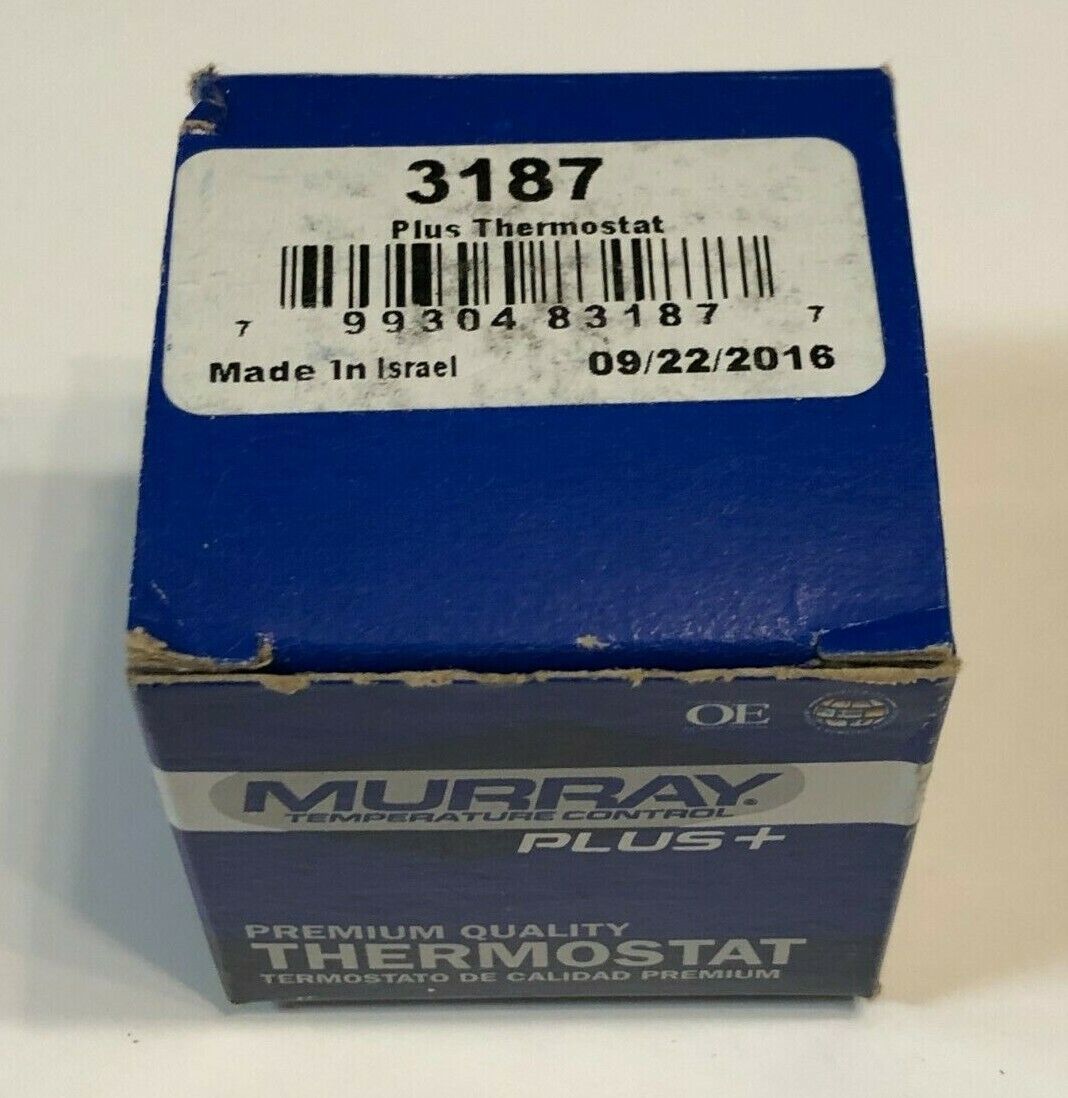 3187
Plus Thermostat
7 99304 83187 7
Made In Israel 09/22/2016
OE
MURRAY®
TEMPERATURE CONTROL
PLUS+
PREMIUM QUALITY
THERMOSTAT
TERMOSTATO DE CALIDAD PREMIUM